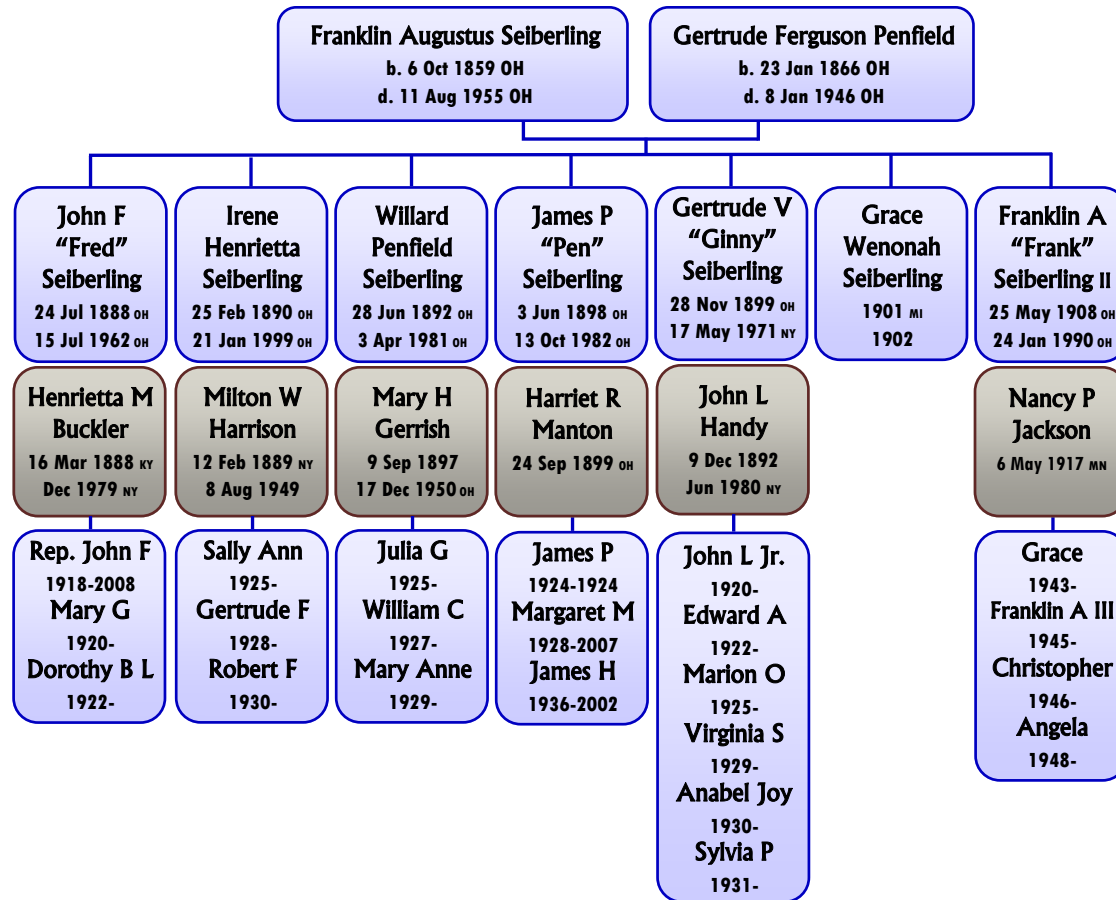 Franklin Augustus Seiberling
b. 6 Oct 1859 OH
d. 11 Aug 1955 OH
Gertrude Ferguson Penfield
b. 23 Jan 1866 OH
d. 8 Jan 1946 OH
John F
“Fred”
Seiberling
24 Jul 1888 OH
15 Jul 1962 OH
Irene
Henrietta
Seiberling
25 Feb 1890 OH
21 Jan 1999 OH
Willard
Penfield
Seiberling
28 Jun 1892 OH
3 Apr 1981 OH
James P
“Pen”
Seiberling
3 Jun 1898 OH
13 Oct 1982 OH
Gertrude V
“Ginny”
Seiberling
28 Nov 1899 OH
17 May 1971 NY
Grace
Wenonah
Seiberling
1901 MI
1902
Franklin A
“Frank”
Seiberling II
25 May 1908 OH
24 Jan 1990 OH
Henrietta M
Buckler
16 Mar 1888 KY
Dec 1979 NY
Milton W
Harrison
12 Feb 1889 NY
8 Aug 1949
Mary H
Gerrish
9 Sep 1897
17 Dec 1950 OH
Harriet R
Manton
24 Sep 1899 OH
John L
Handy
9 Dec 1892
Jun 1980 NY
Nancy P
Jackson
6 May 1917 MN
Rep. John F
1918-2008
Mary G
1920-
Dorothy B L
1922-
Sally Ann
1925-
Gertrude F
1928-
Robert F
1930-
Julia G
1925-
William C
1927-
Mary Anne
1929-
James P
1924-1924
Margaret M
1928-2007
James H
1936-2002
John L Jr.
1920-
Edward A
1922-
Marion O
1925-
Virginia S
1929-
Anabel Joy
1930-
Sylvia P
1931-
Grace
1943-
Franklin A III
1945-
Christopher
1946-
Angela
1948-